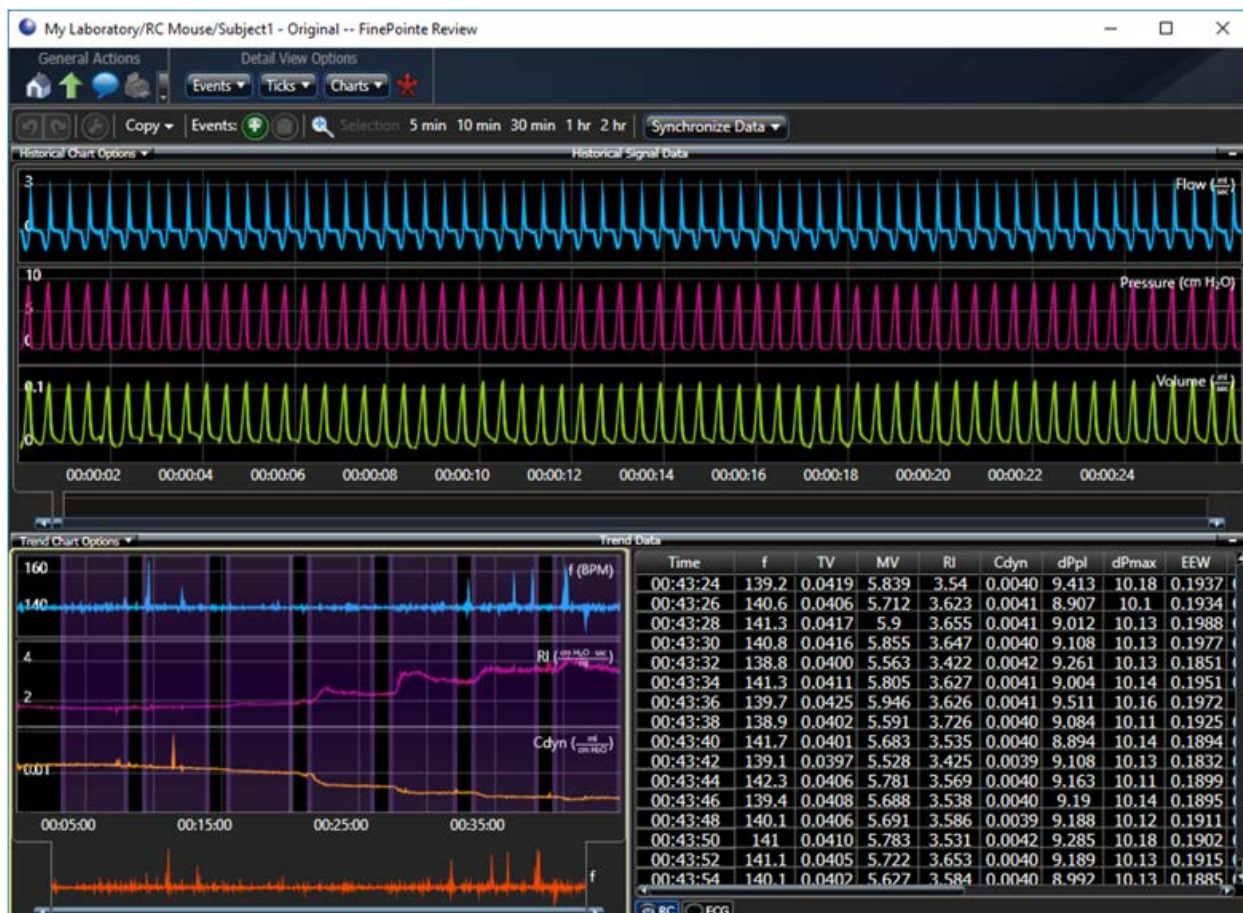 My Laboratory/RC Mouse/Subject1 - Original -- FinePointe Review
General Actions Detail View Options
Events Ticks Charts
Copy Events: Selection 5 min 10 min 30 min 1 hr 2 hr Synchronize Data
Historical Chart Options Historical Signal Data
3 Flow (ml/sec)
0
10 Pressure (cm H₂O)
5
0
0.1 Volume (ml/sec)
0
00:00:02 00:00:04 00:00:06 00:00:08 00:00:10 00:00:12 00:00:14 00:00:16 00:00:18 00:00:20 00:00:22 00:00:24
Trend Chart Options Trend Data
160 f (BPM)
140
4 RI
2
Cdyn (ml/cm H₂O)
0.01
00:05:00 00:15:00 00:25:00 00:35:00
f
Time f TV MV RI Cdyn dPpl dPmax EEW
00:43:24 139.2 0.0419 5.839 3.54 0.0040 9.413 10.18 0.1937
00:43:26 140.6 0.0406 5.712 3.623 0.0041 8.907 10.1 0.1934
00:43:28 141.3 0.0417 5.9 3.655 0.0041 9.012 10.13 0.1988
00:43:30 140.8 0.0416 5.855 3.647 0.0040 9.108 10.13 0.1977
00:43:32 138.8 0.0400 5.563 3.422 0.0042 9.261 10.13 0.1851
00:43:34 141.3 0.0411 5.805 3.627 0.0041 9.004 10.14 0.1951
00:43:36 139.7 0.0425 5.946 3.626 0.0041 9.511 10.16 0.1972
00:43:38 138.9 0.0402 5.591 3.726 0.0040 9.084 10.11 0.1925
00:43:40 141.7 0.0401 5.683 3.535 0.0040 8.894 10.14 0.1894
00:43:42 139.1 0.0397 5.528 3.425 0.0039 9.108 10.13 0.1832
00:43:44 142.3 0.0406 5.781 3.569 0.0040 9.163 10.11 0.1899
00:43:46 139.4 0.0408 5.688 3.538 0.0040 9.19 10.14 0.1895
00:43:48 140.1 0.0406 5.691 3.586 0.0039 9.188 10.12 0.1911
00:43:50 141 0.0410 5.783 3.531 0.0042 9.285 10.18 0.1902
00:43:52 141.1 0.0405 5.722 3.653 0.0040 9.189 10.13 0.1915
00:43:54 140.1 0.0402 5.627 3.584 0.0040 8.992 10.13 0.1885
RC ECG